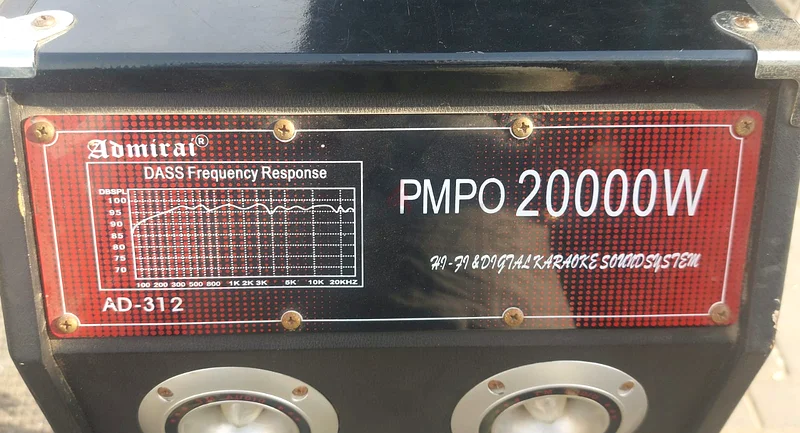 Admirai®
DASS Frequency Response
DBSPL
100
95
90
85
80
75
70
100 200 300 500 800 1K 2K 3K 5K 10K 20KHZ
AD-312
PMPO 20000W
HI-FI & DIGTAL KARAOKE SOUNDSYSTEM